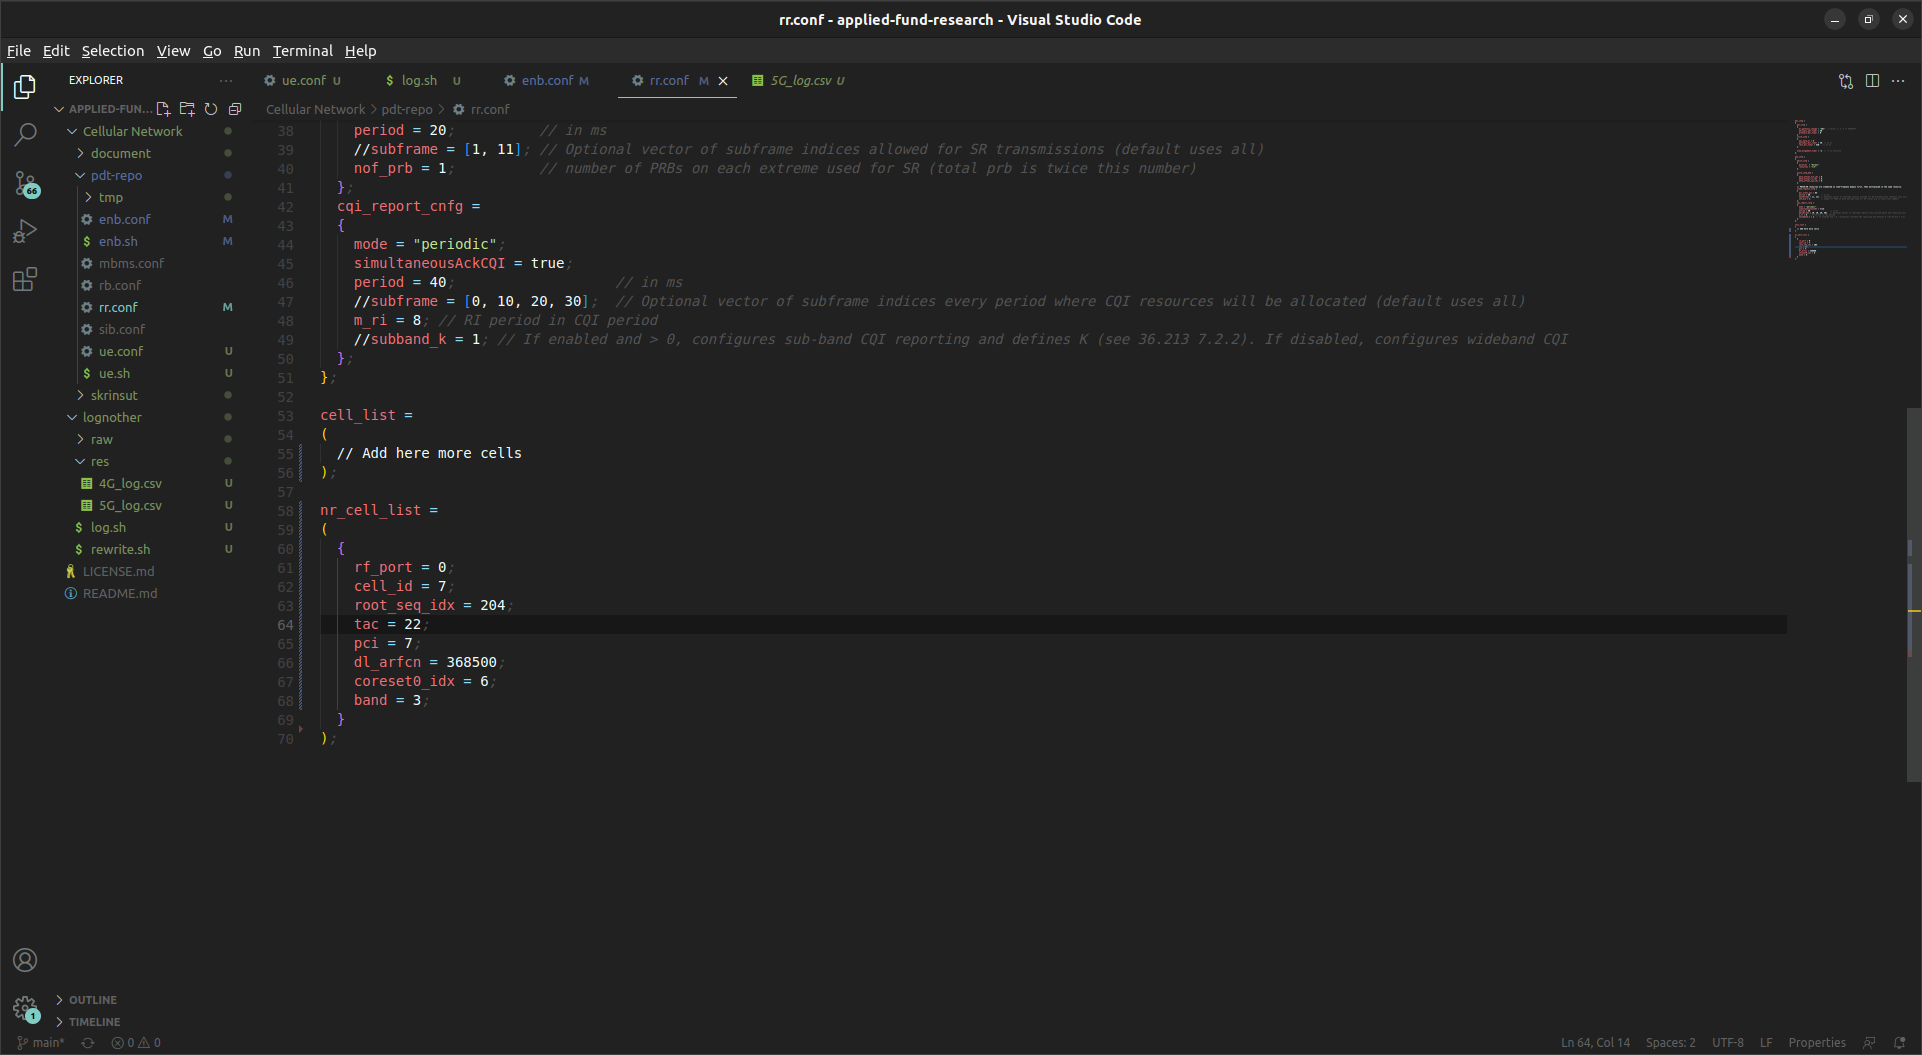 rr.conf - applied-fund-research - Visual Studio Code
File Edit Selection View Go Run Terminal Help
EXPLORER
ue.conf U
log.sh U
enb.conf M
rr.conf M
5G_log.csv U
APPLIED-FUN...
Cellular Network > pdt-repo > rr.conf
Cellular Network
document
pdt-repo
tmp
enb.conf M
enb.sh M
mbms.conf
rb.conf
rr.conf M
sib.conf
ue.conf U
ue.sh U
skrinsut
lognother
raw
res
4G_log.csv U
5G_log.csv U
log.sh U
rewrite.sh U
LICENSE.md
README.md
66
38 period = 20; // in ms
39 //subframe = [1, 11]; // Optional vector of subframe indices allowed for SR transmissions (default uses all)
40 nof_prb = 1; // number of PRBs on each extreme used for SR (total prb is twice this number)
41 };
42 cqi_report_cnfg =
43 {
44 mode = "periodic";
45 simultaneousAckCQI = true;
46 period = 40; // in ms
47 //subframe = [0, 10, 20, 30]; // Optional vector of subframe indices every period where CQI resources will be allocated (default uses all)
48 m_ri = 8; // RI period in CQI period
49 //subband_k = 1; // If enabled and > 0, configures sub-band CQI reporting and defines K (see 36.213 7.2.2). If disabled, configures wideband CQI
50 };
51 };
52
53 cell_list =
54 (
55 // Add here more cells
56 );
57
58 nr_cell_list =
59 (
60 {
61 rf_port = 0;
62 cell_id = 7;
63 root_seq_idx = 204;
64 tac = 22;
65 pci = 7;
66 dl_arfcn = 368500;
67 coreset0_idx = 6;
68 band = 3;
69 }
70 );
OUTLINE
1
TIMELINE
main* 0 0
Ln 64, Col 14 Spaces: 2 UTF-8 LF Properties